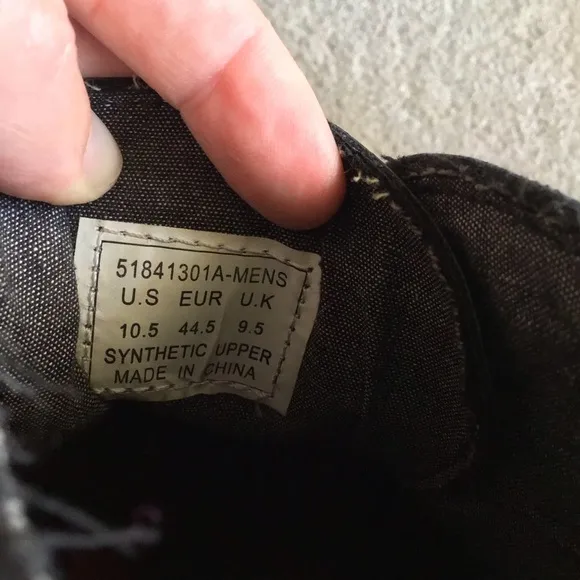 51841301A-MENS
U.S EUR U.K
10.5 44.5 9.5
SYNTHETIC UPPER
MADE IN CHINA